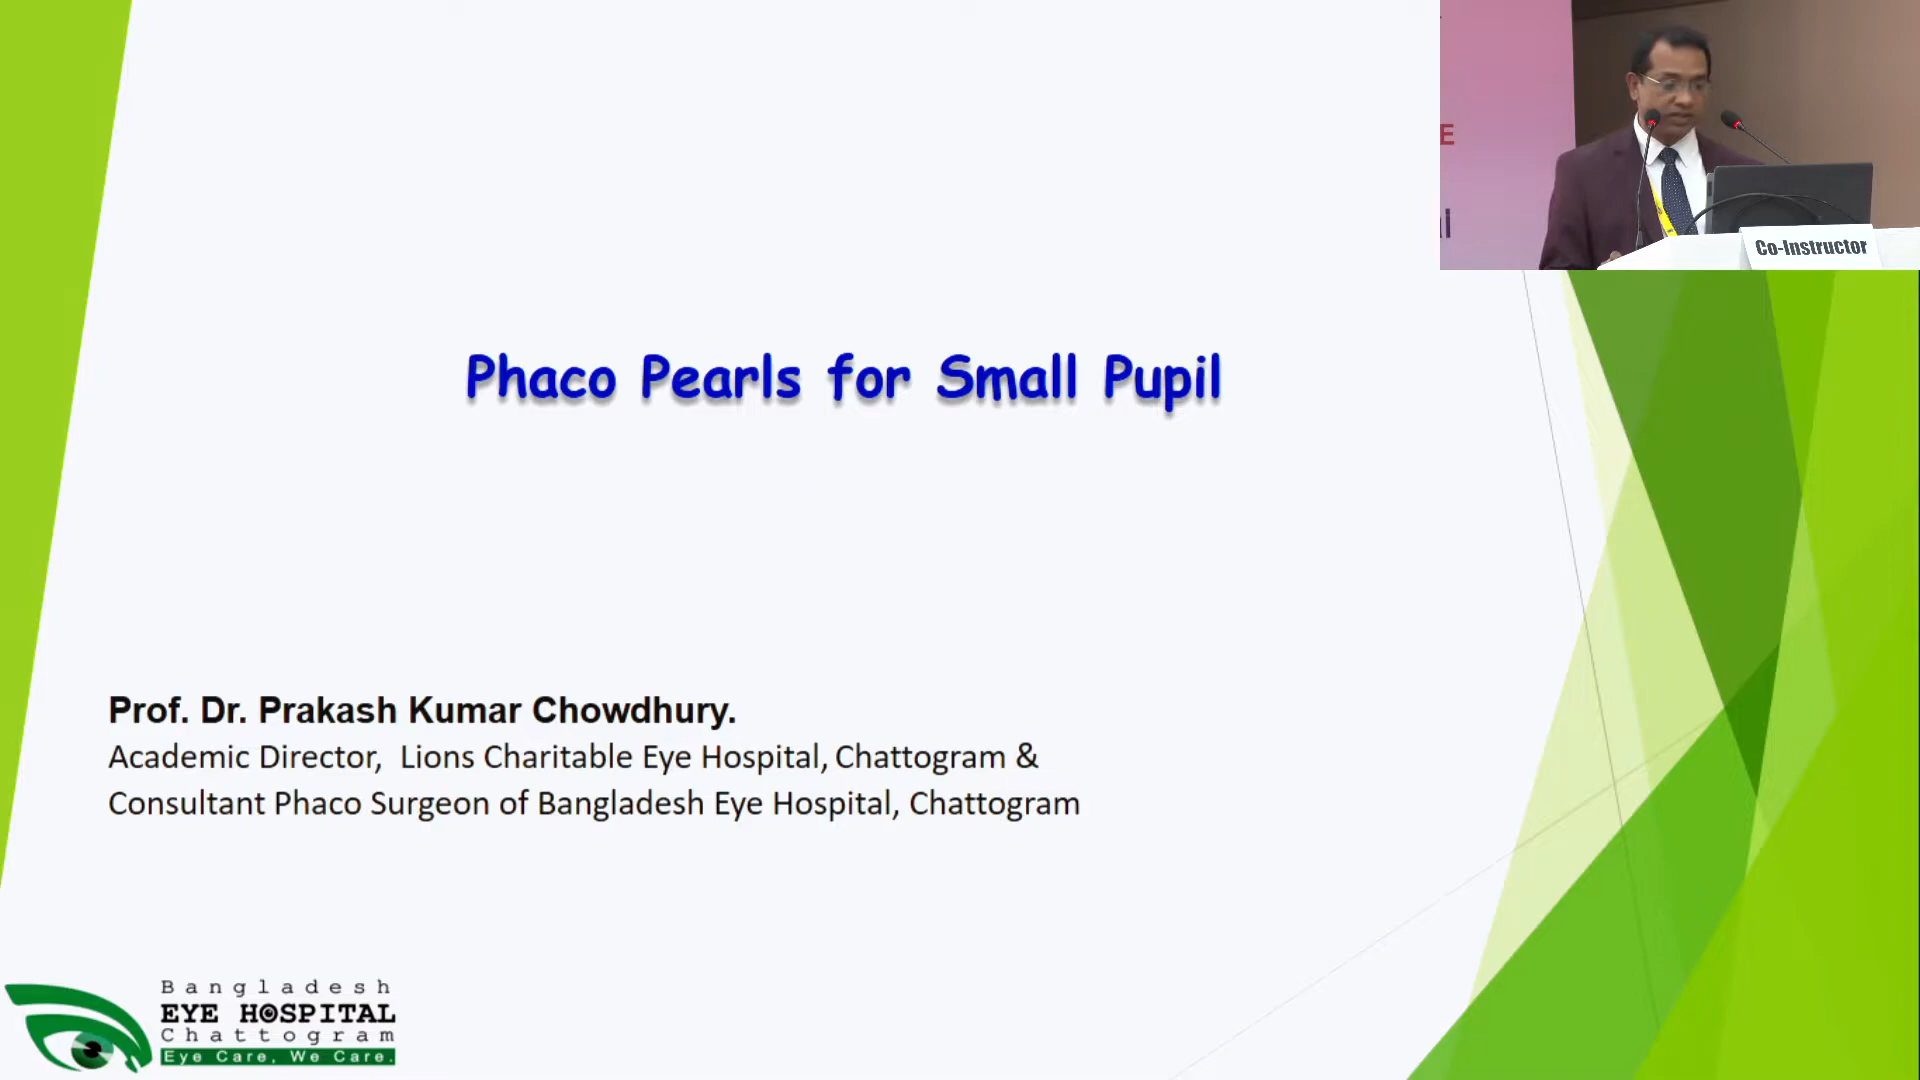 Phaco Pearls for Small Pupil
Prof. Dr. Prakash Kumar Chowdhury.
Academic Director, Lions Charitable Eye Hospital, Chattogram &
Consultant Phaco Surgeon of Bangladesh Eye Hospital, Chattogram
Bangladesh
EYE HOSPITAL
Chattogram
Eye Care, We Care.
E
Co-Instructor